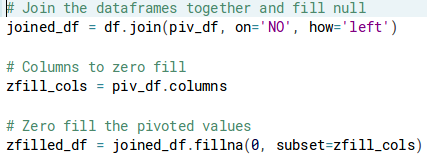 # Join the dataframes together and fill null
joined_df = df.join(piv_df, on='NO', how='left')
# Columns to zero fill
zfill_cols = piv_df.columns
# Zero fill the pivoted values
zfilled_df = joined_df.fillna(0, subset=zfill_cols)